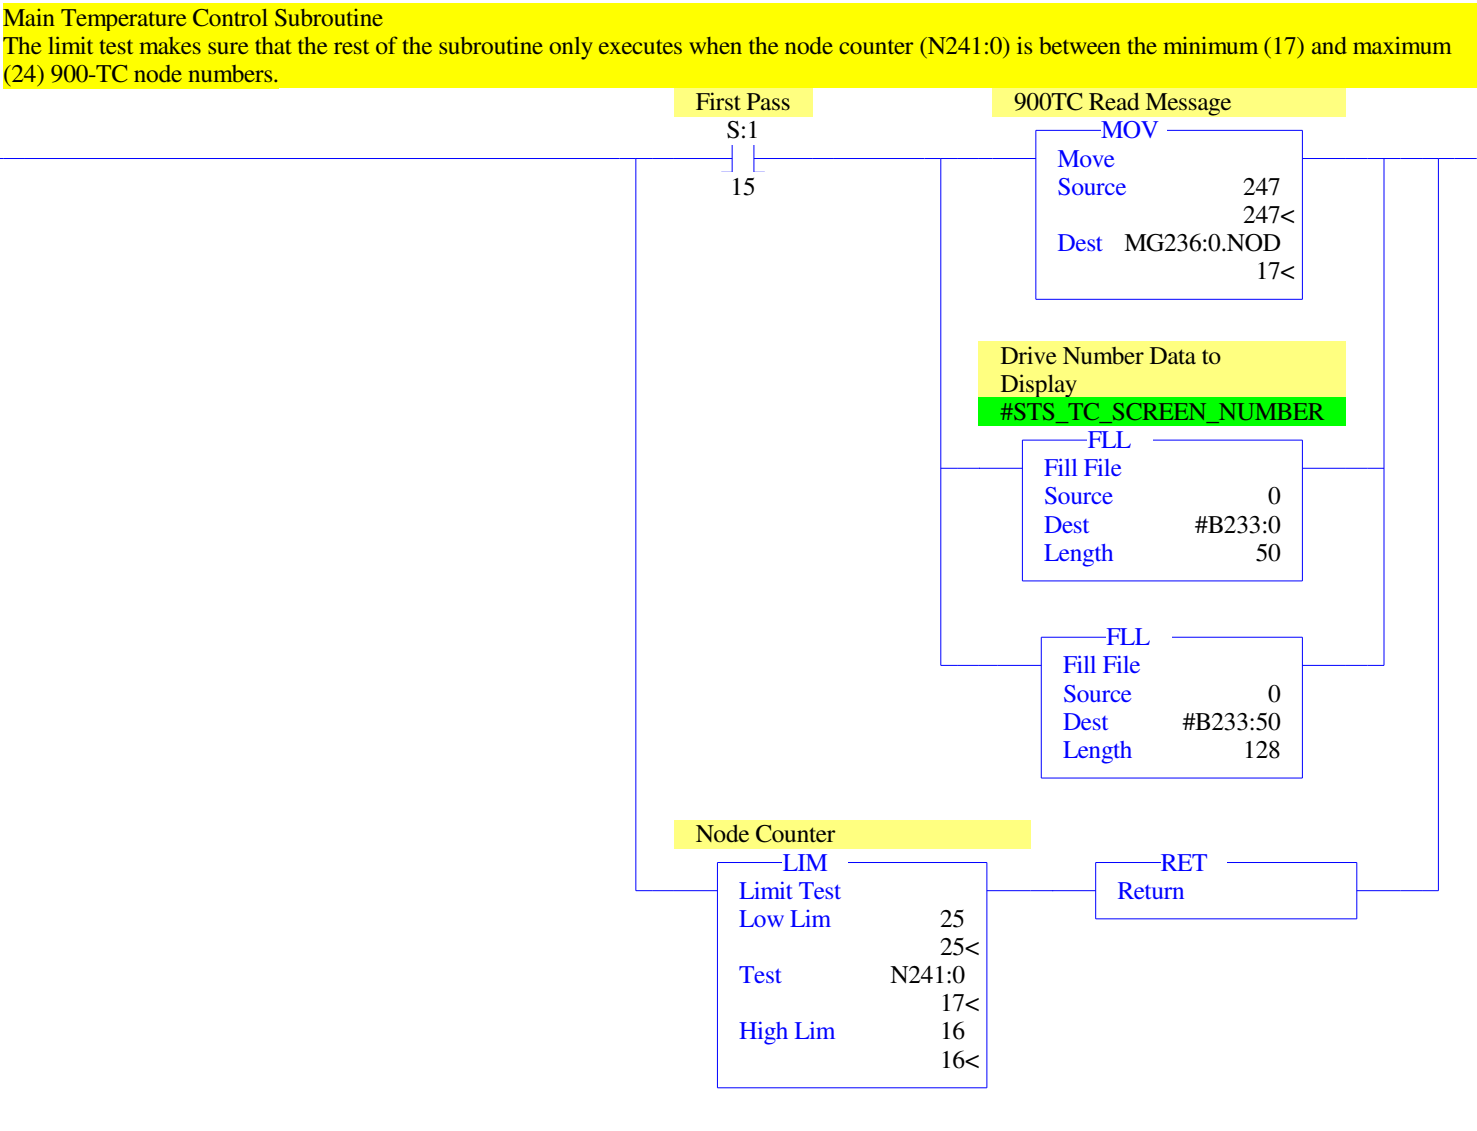 Main Temperature Control Subroutine
The limit test makes sure that the rest of the subroutine only executes when the node counter (N241:0) is between the minimum (17) and maximum
(24) 900-TC node numbers.
First Pass
S:1
15
900TC Read Message
MOV
Move
Source 247
247<
Dest MG236:0.NOD
17<
Drive Number Data to
Display
#STS_TC_SCREEN_NUMBER
FLL
Fill File
Source 0
Dest #B233:0
Length 50
FLL
Fill File
Source 0
Dest #B233:50
Length 128
Node Counter
LIM
Limit Test
Low Lim 25
25<
Test N241:0
17<
High Lim 16
16<
RET
Return